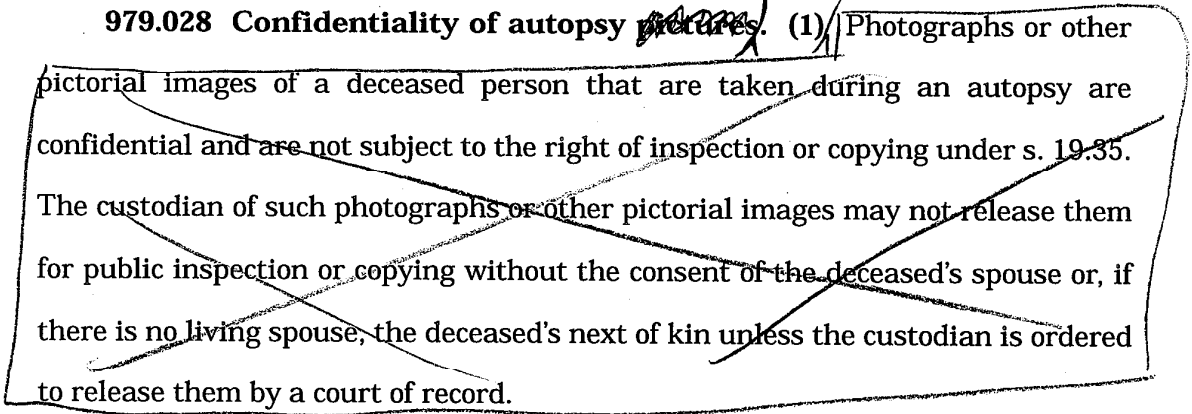 979.028 Confidentiality of autopsy pictures. (1) Photographs or other
pictorial images of a deceased person that are taken during an autopsy are
confidential and are not subject to the right of inspection or copying under s. 19.35.
The custodian of such photographs or other pictorial images may not release them
for public inspection or copying without the consent of the deceased's spouse or, if
there is no living spouse, the deceased's next of kin unless the custodian is ordered
to release them by a court of record.